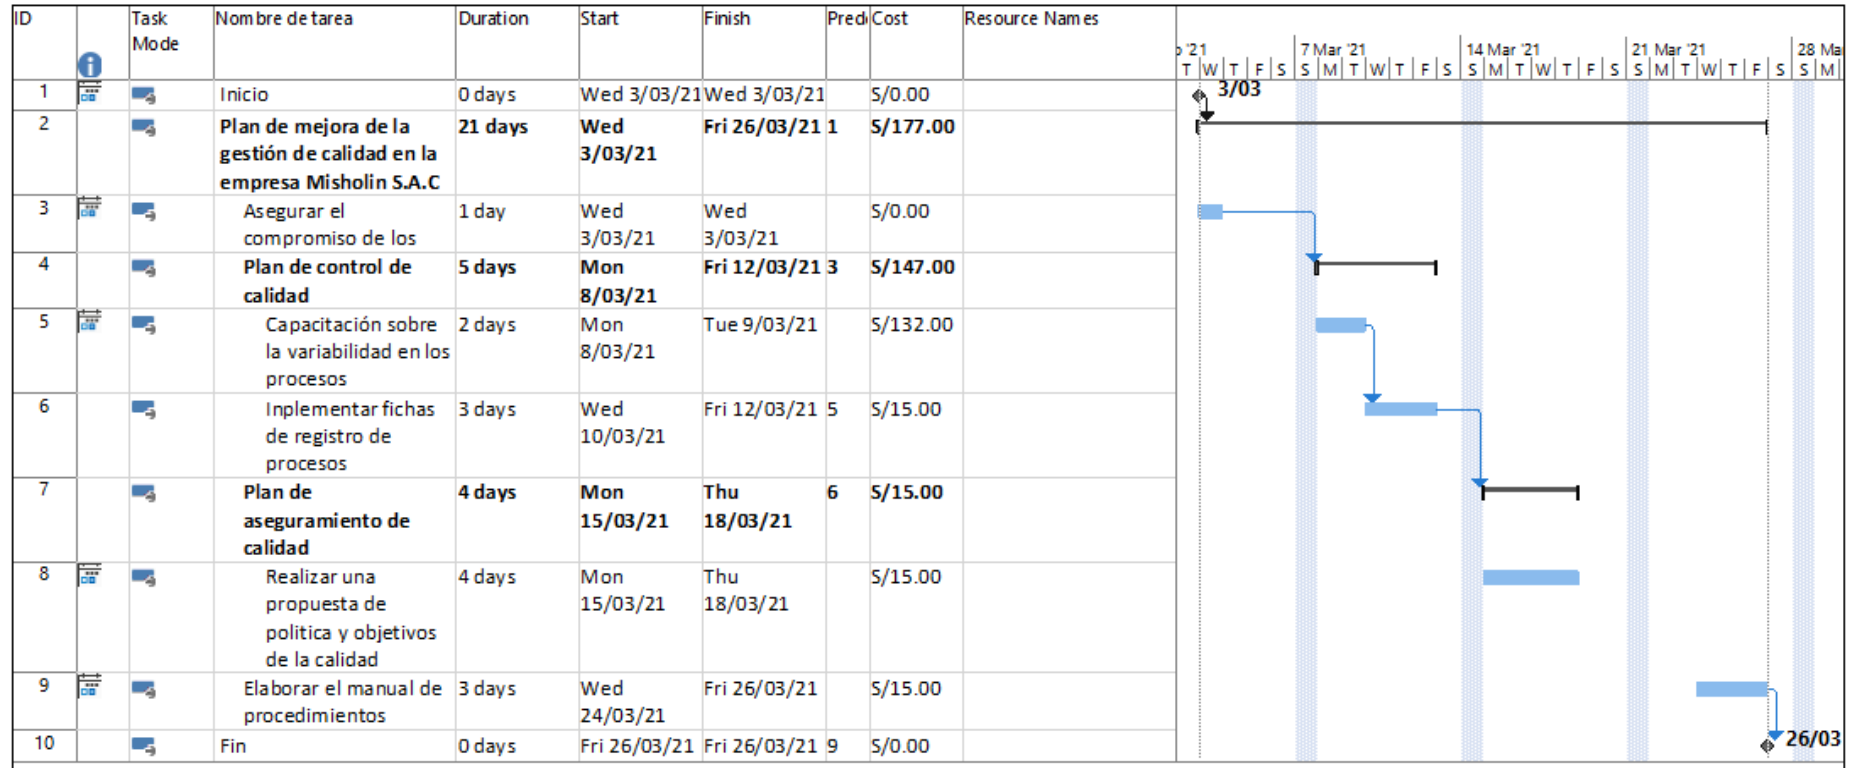 ID Task Nombre de tarea Duration Start Finish Pred Cost Resource Names
Mode
'21 7 Mar '21 14 Mar '21 21 Mar '21 28 Ma
T W T F S S M T W T F S S M T W T F S S M T W T F S S M
1 Inicio 0 days Wed 3/03/21 Wed 3/03/21 S/0.00 3/03
2 Plan de mejora de la 21 days Wed Fri 26/03/21 1 S/177.00
gestión de calidad en la 3/03/21
empresa Misholin S.A.C
3 Asegurar el 1 day Wed Wed S/0.00
compromiso de los 3/03/21 3/03/21
4 Plan de control de 5 days Mon Fri 12/03/21 3 S/147.00
calidad 8/03/21
5 Capacitación sobre 2 days Mon Tue 9/03/21 S/132.00
la variabilidad en los 8/03/21
procesos
6 Inplementar fichas 3 days Wed Fri 12/03/21 5 S/15.00
de registro de 10/03/21
procesos
7 Plan de 4 days Mon Thu 6 S/15.00
aseguramiento de 15/03/21 18/03/21
calidad
8 Realizar una 4 days Mon Thu S/15.00
propuesta de 15/03/21 18/03/21
politica y objetivos
de la calidad
9 Elaborar el manual de 3 days Wed Fri 26/03/21 S/15.00
procedimientos 24/03/21
10 Fin 0 days Fri 26/03/21 Fri 26/03/21 9 S/0.00 26/03